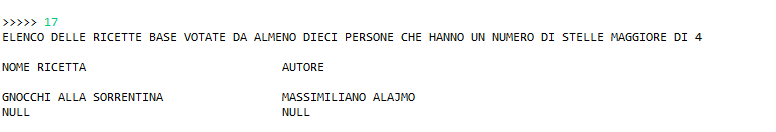 >>>>> 17
ELENCO DELLE RICETTE BASE VOTATE DA ALMENO DIECI PERSONE CHE HANNO UN NUMERO DI STELLE MAGGIORE DI 4
NOME RICETTA AUTORE
GNOCCHI ALLA SORRENTINA MASSIMILIANO ALAJMO
NULL NULL